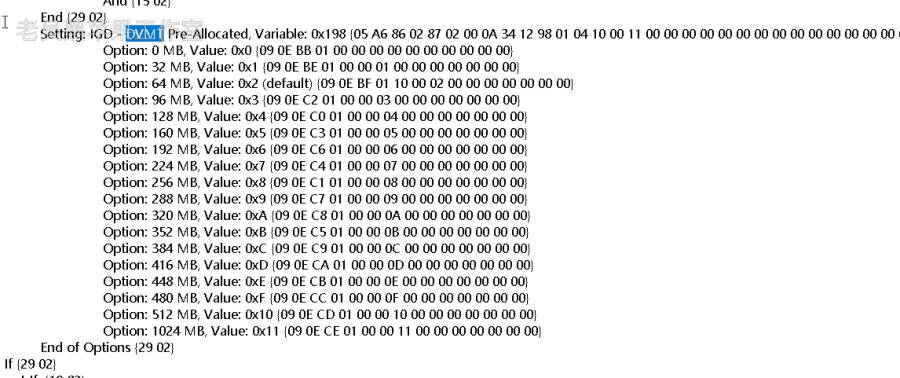 And {15 02}
End {29 02}
Setting: IGD - DVMT Pre-Allocated, Variable: 0x198 {05 A6 86 02 87 02 00 0A 34 12 98 01 04 10 00 11 00 00 00 00 00 00 00 00 00 00 00 00 00 00
Option: 0 MB, Value: 0x0 {09 0E BB 01 00 00 00 00 00 00 00 00 00 00}
Option: 32 MB, Value: 0x1 {09 0E BE 01 00 00 01 00 00 00 00 00 00 00}
Option: 64 MB, Value: 0x2 (default) {09 0E BF 01 10 00 02 00 00 00 00 00 00 00}
Option: 96 MB, Value: 0x3 {09 0E C2 01 00 00 03 00 00 00 00 00 00 00}
Option: 128 MB, Value: 0x4 {09 0E C0 01 00 00 04 00 00 00 00 00 00 00}
Option: 160 MB, Value: 0x5 {09 0E C3 01 00 00 05 00 00 00 00 00 00 00}
Option: 192 MB, Value: 0x6 {09 0E C6 01 00 00 06 00 00 00 00 00 00 00}
Option: 224 MB, Value: 0x7 {09 0E C4 01 00 00 07 00 00 00 00 00 00 00}
Option: 256 MB, Value: 0x8 {09 0E C1 01 00 00 08 00 00 00 00 00 00 00}
Option: 288 MB, Value: 0x9 {09 0E C7 01 00 00 09 00 00 00 00 00 00 00}
Option: 320 MB, Value: 0xA {09 0E C8 01 00 00 0A 00 00 00 00 00 00 00}
Option: 352 MB, Value: 0xB {09 0E C5 01 00 00 0B 00 00 00 00 00 00 00}
Option: 384 MB, Value: 0xC {09 0E C9 01 00 00 0C 00 00 00 00 00 00 00}
Option: 416 MB, Value: 0xD {09 0E CA 01 00 00 0D 00 00 00 00 00 00 00}
Option: 448 MB, Value: 0xE {09 0E CB 01 00 00 0E 00 00 00 00 00 00 00}
Option: 480 MB, Value: 0xF {09 0E CC 01 00 00 0F 00 00 00 00 00 00 00}
Option: 512 MB, Value: 0x10 {09 0E CD 01 00 00 10 00 00 00 00 00 00 00}
Option: 1024 MB, Value: 0x11 {09 0E CE 01 00 00 11 00 00 00 00 00 00 00}
End of Options {29 02}
If {29 02}